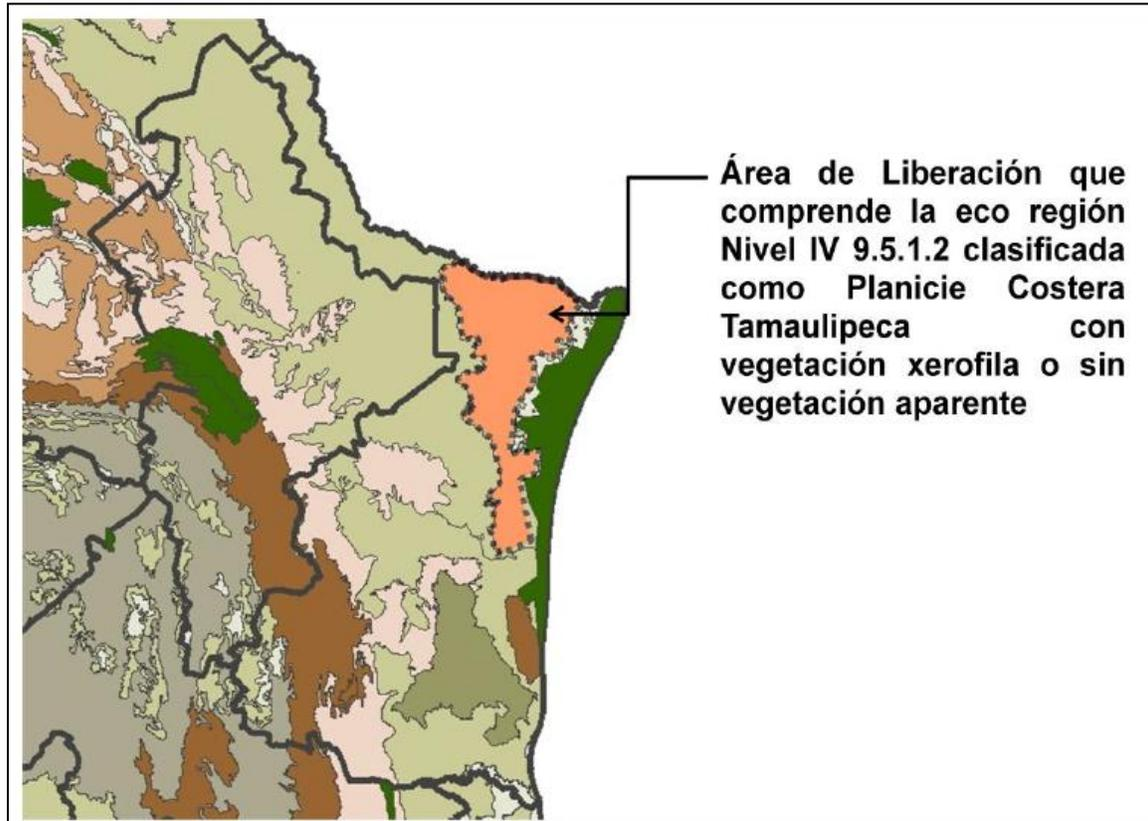 Área de Liberación que
comprende la eco región
Nivel IV 9.5.1.2 clasificada
como Planicie Costera
Tamaulipeca con
vegetación xerofila o sin
vegetación aparente